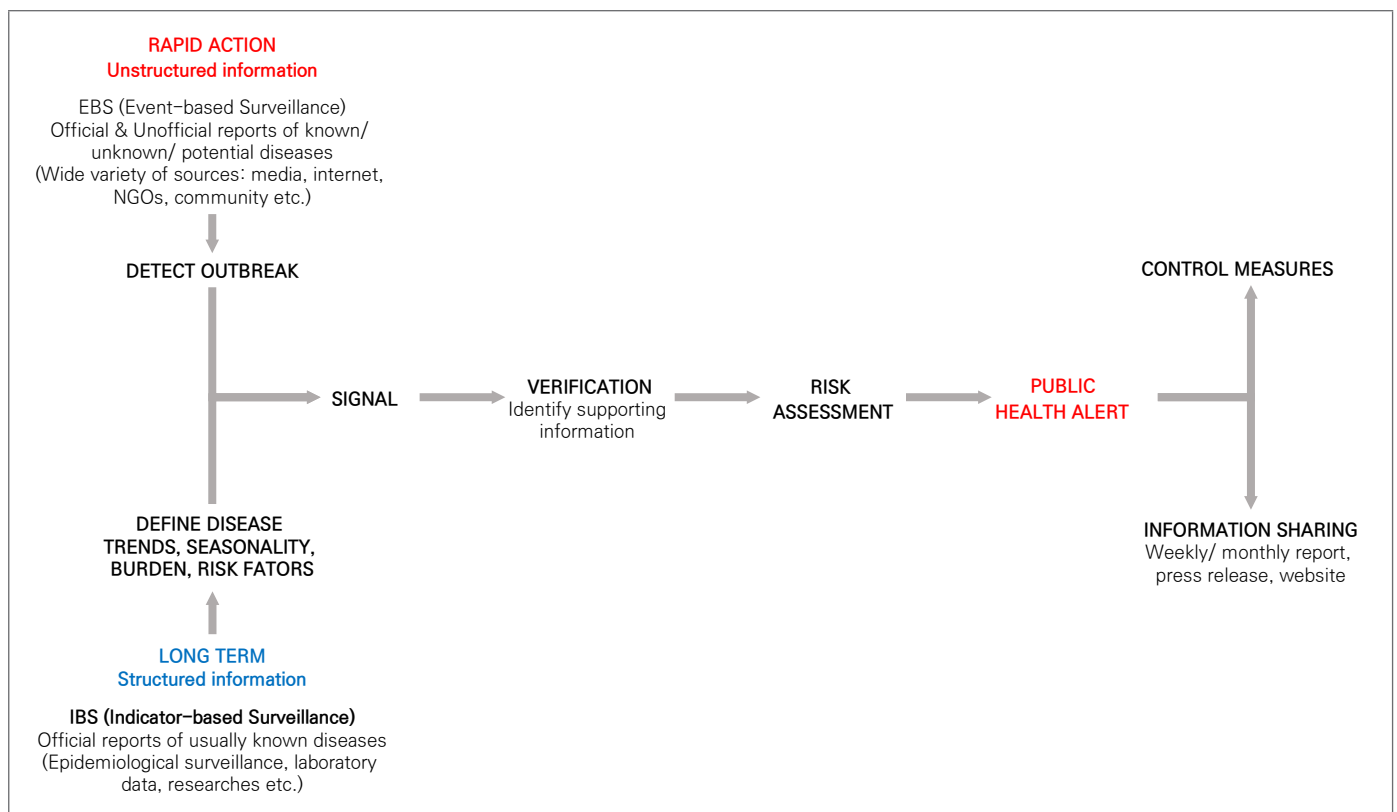 RAPID ACTION
Unstructured information
EBS (Event-based Surveillance)
Official & Unofficial reports of known/
unknown/ potential diseases
(Wide variety of sources: media, internet,
NGOs, community etc.)
DETECT OUTBREAK
SIGNAL
VERIFICATION
Identify supporting
information
RISK
ASSESSMENT
PUBLIC
HEALTH ALERT
CONTROL MEASURES
INFORMATION SHARING
Weekly/ monthly report,
press release, website
DEFINE DISEASE
TRENDS, SEASONALITY,
BURDEN, RISK FATORS
LONG TERM
Structured information
IBS (Indicator-based Surveillance)
Official reports of usually known diseases
(Epidemiological surveillance, laboratory
data, researches etc.)